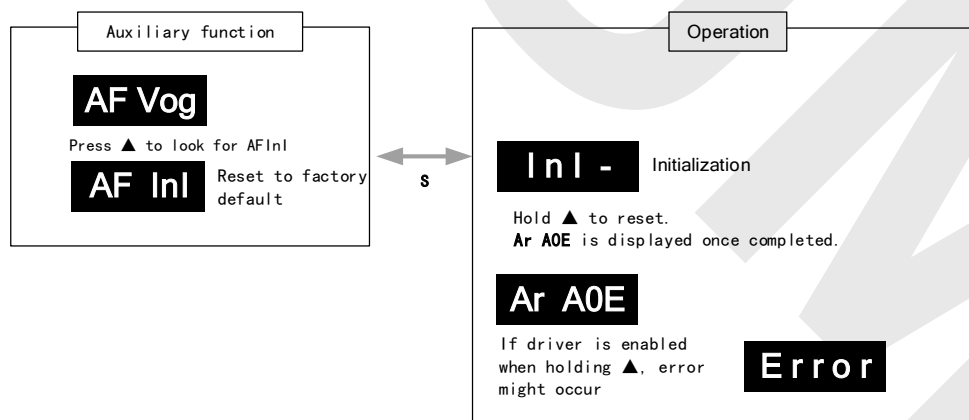 Auxiliary function
AF Vog
Press ▲ to look for AFInI
AF InI
Reset to factory
default
S
Operation
InI -
Initialization
Hold ▲ to reset.
Ar A0E is displayed once completed.
Ar A0E
If driver is enabled
when holding ▲, error
might occur
Error